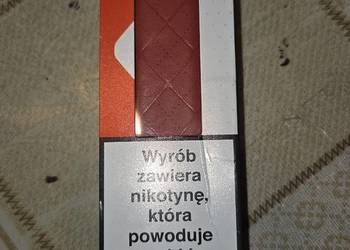 Wyrób
zawiera
nikotynę,
która
powoduje